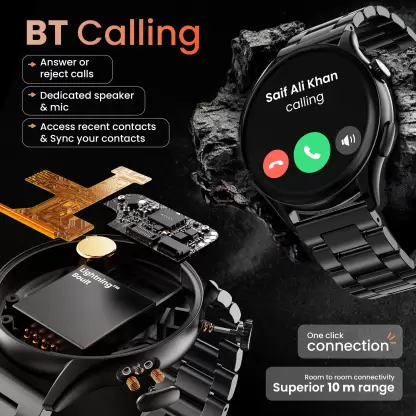 BT Calling
Answer or
reject calls
Dedicated speaker
& mic
Access recent contacts
& Sync your contacts
Saif Ali Khan
calling
Lightning™
Boult
One click
connection
Room to room connectivity
Superior 10 m range